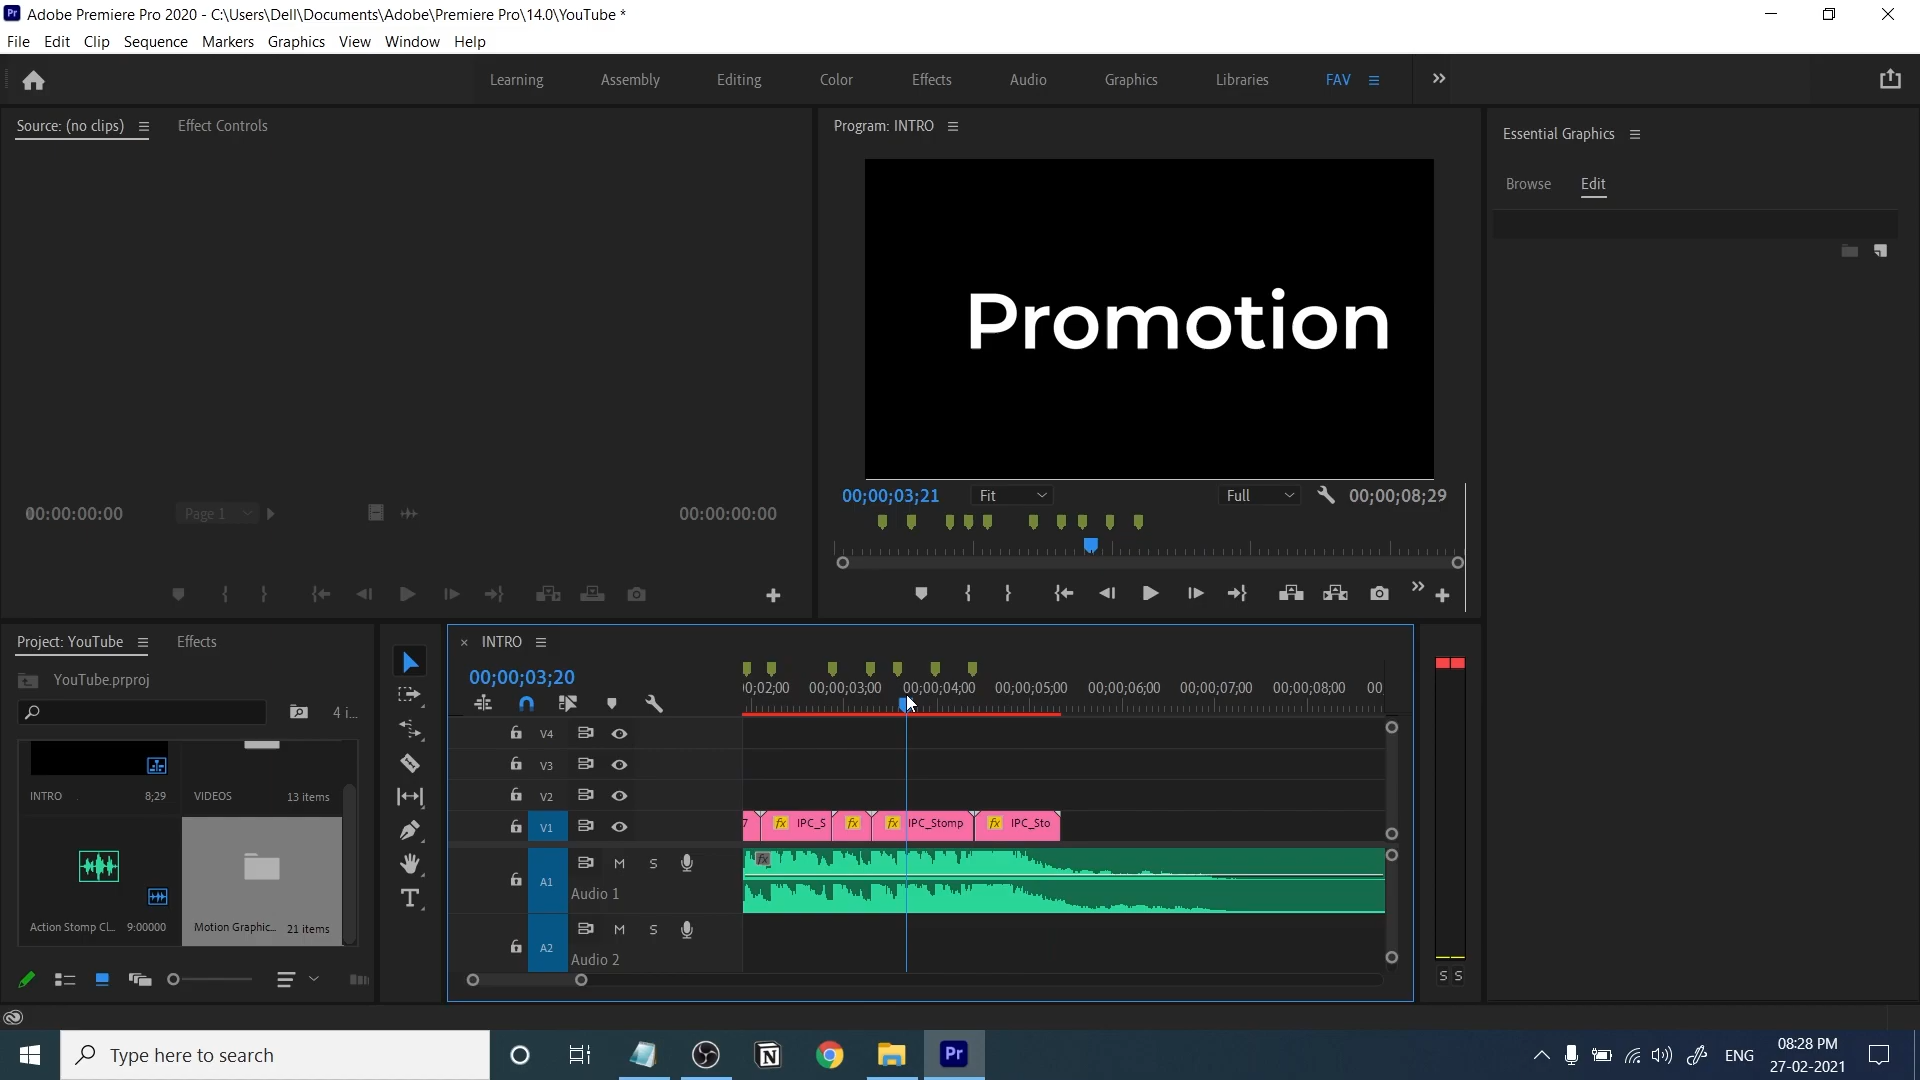 Adobe Premiere Pro 2020 - C:\Users\Dell\Documents\Adobe\Premiere Pro\14.0\YouTube *
File Edit Clip Sequence Markers Graphics View Window Help
Learning Assembly Editing Color Effects Audio Graphics Libraries FAV
Source: (no clips) Effect Controls
Program: INTRO
Essential Graphics
Browse Edit
Promotion
00:00:00:00 Page 1 00:00:00:00
00;00;03;21 Fit Full 00;00;08;29
Project: YouTube Effects
YouTube.prproj
4 i...
INTRO 8;29
VIDEOS 13 items
Action Stomp Cl... 9:00000
Motion Graphic... 21 items
INTRO
00;00;03;20
;02;00 00;00;03;00 00;00;04;00 00;00;05;00 00;00;06;00 00;00;07;00 00;00;08;00 00
V4
V3
V2
V1 7 fx IPC_S fx fx IPC_Stomp fx IPC_Sto
A1 M S fx
Audio 1
A2 M S
Audio 2
S S
Type here to search
Pr
ENG
08:28 PM
27-02-2021